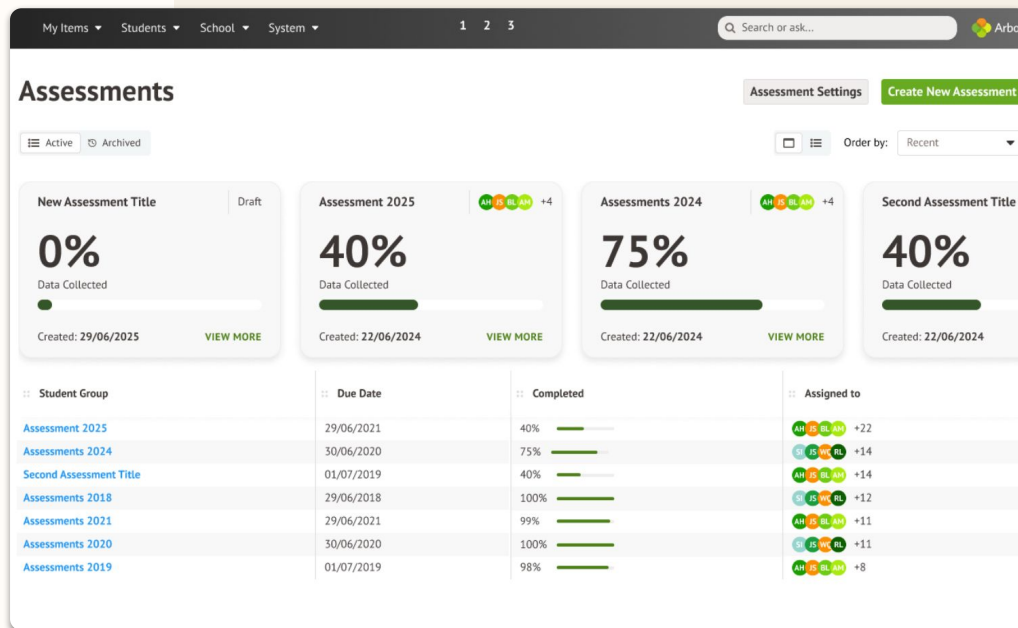 My Items Students School System 1 2 3 Search or ask... Arbo
Assessments
Assessment Settings Create New Assessment
Active Archived Order by: Recent
New Assessment Title Draft
0%
Data Collected
Created: 29/06/2025 VIEW MORE
Assessment 2025 AH JS BL AM +4
40%
Data Collected
Created: 22/06/2024 VIEW MORE
Assessments 2024 AH JS BL AM +4
75%
Data Collected
Created: 22/06/2024 VIEW MORE
Second Assessment Title
40%
Data Collected
Created: 22/06/2024
Student Group Due Date Completed Assigned to
Assessment 2025 29/06/2021 40% AH JS BL AM +22
Assessments 2024 30/06/2020 75% SI JS WC RL +14
Second Assessment Title 01/07/2019 40% AH JS BL AM +14
Assessments 2018 29/06/2018 100% SI JS WC RL +12
Assessments 2021 29/06/2021 99% AH JS BL AM +11
Assessments 2020 30/06/2020 100% SI JS WC RL +11
Assessments 2019 01/07/2019 98% AH JS BL AM +8